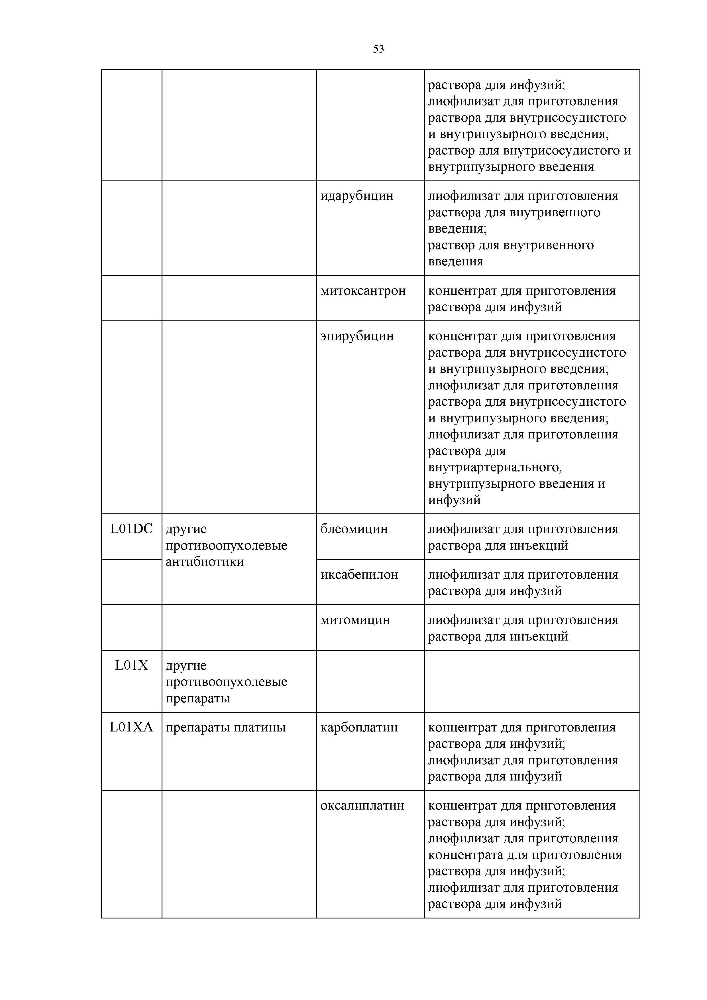 53
раствора для инфузий;
лиофилизат для приготовления
раствора для внутрисосудистого
и внутрипузырного введения;
раствор для внутрисосудистого и
внутрипузырного введения
идарубицин
лиофилизат для приготовления
раствора для внутривенного
введения;
раствор для внутривенного
введения
митоксантрон
концентрат для приготовления
раствора для инфузий
эпирубицин
концентрат для приготовления
раствора для внутрисосудистого
и внутрипузырного введения;
лиофилизат для приготовления
раствора для внутрисосудистого
и внутрипузырного введения;
лиофилизат для приготовления
раствора для
внутриартериального,
внутрипузырного введения и
инфузий
L01DC
другие
противоопухолевые
антибиотики
блеомицин
лиофилизат для приготовления
раствора для инъекций
иксабепилон
лиофилизат для приготовления
раствора для инфузий
митомицин
лиофилизат для приготовления
раствора для инъекций
L01X
другие
противоопухолевые
препараты
L01XA
препараты платины
карбоплатин
концентрат для приготовления
раствора для инфузий;
лиофилизат для приготовления
раствора для инфузий
оксалиплатин
концентрат для приготовления
раствора для инфузий;
лиофилизат для приготовления
концентрата для приготовления
раствора для инфузий;
лиофилизат для приготовления
раствора для инфузий